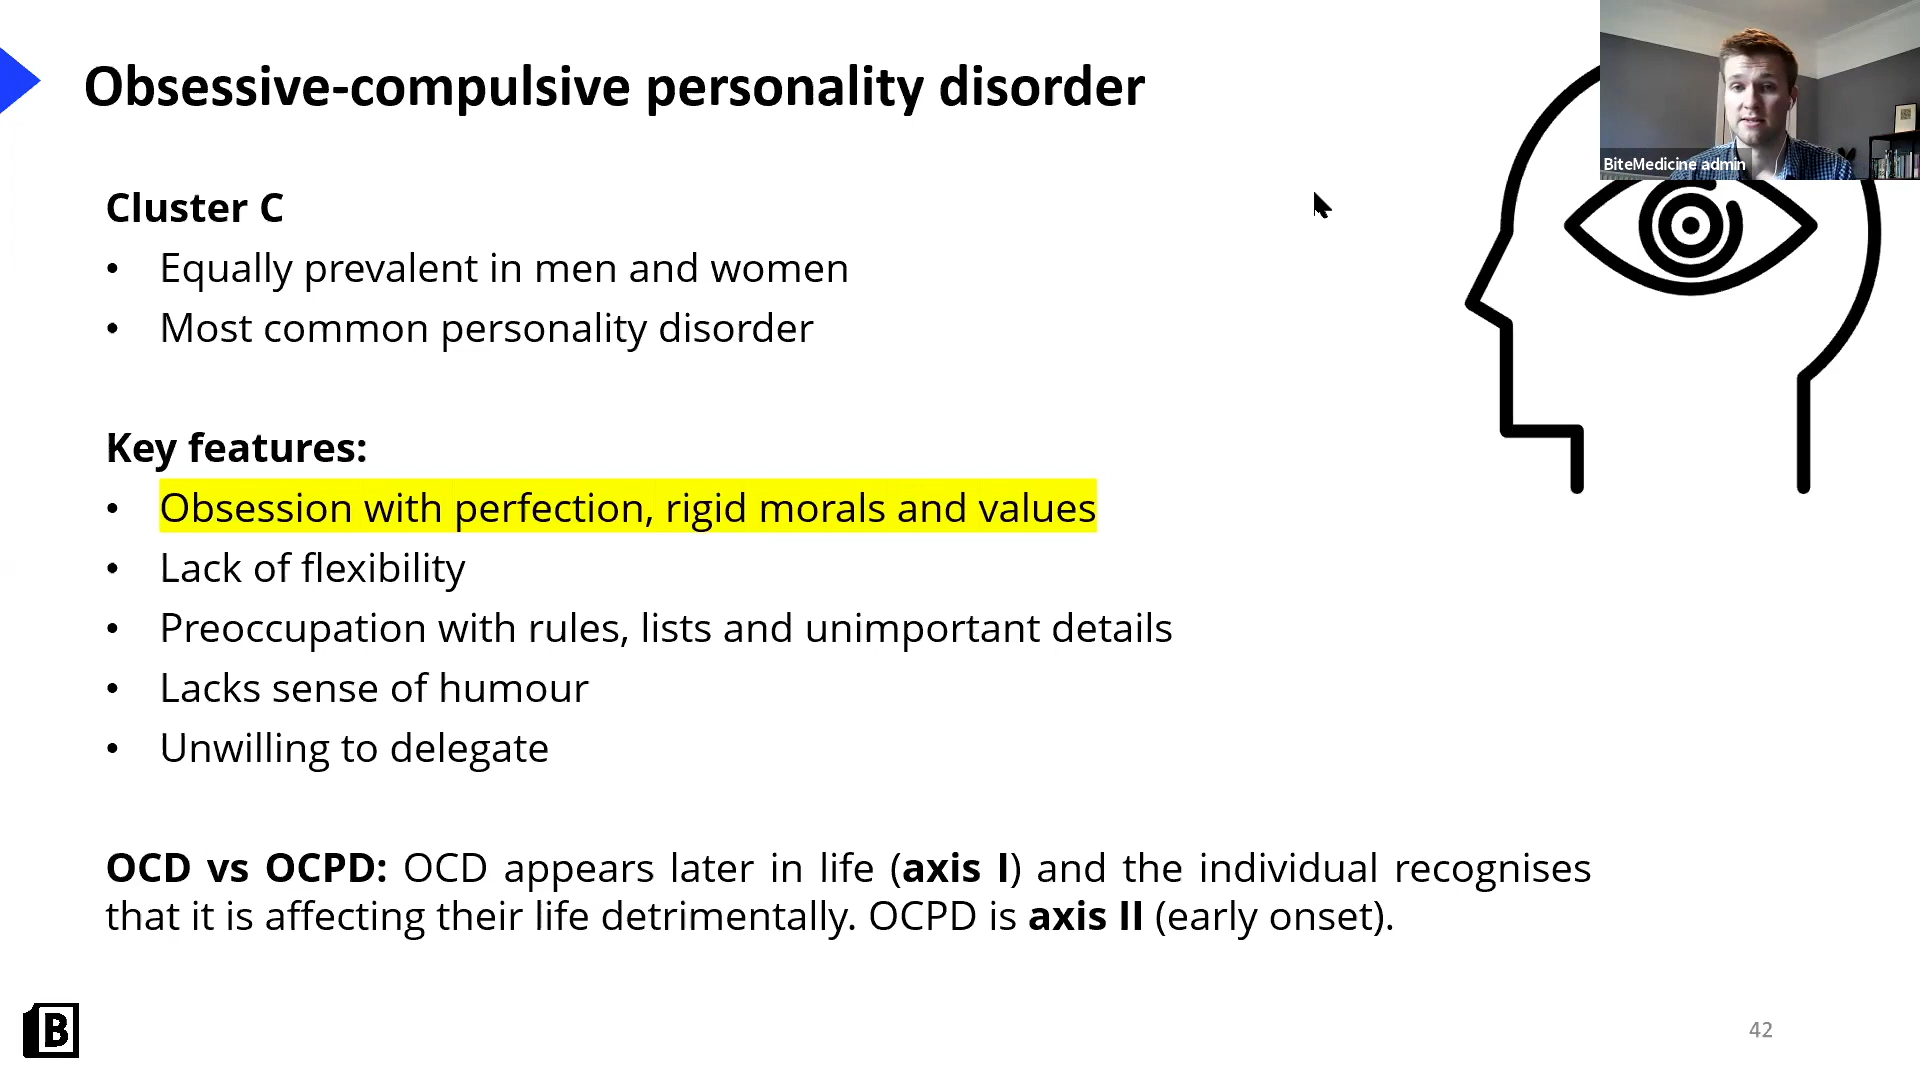 Obsessive-compulsive personality disorder
BiteMedicine admin
Cluster C
• Equally prevalent in men and women
• Most common personality disorder
Key features:
• Obsession with perfection, rigid morals and values
• Lack of flexibility
• Preoccupation with rules, lists and unimportant details
• Lacks sense of humour
• Unwilling to delegate
OCD vs OCPD: OCD appears later in life (axis I) and the individual recognises
that it is affecting their life detrimentally. OCPD is axis II (early onset).
B
42